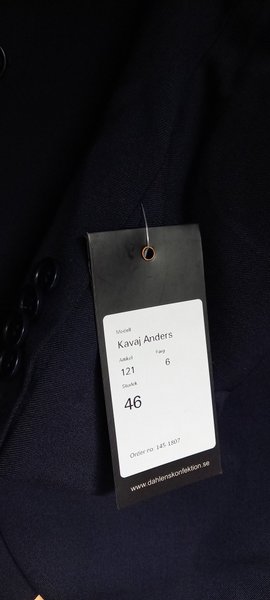 Modell
Kavaj Anders
Artikel Färg
121 6
Storlek
46
Order no: 145 1807
www.dahlenskonfektion.se